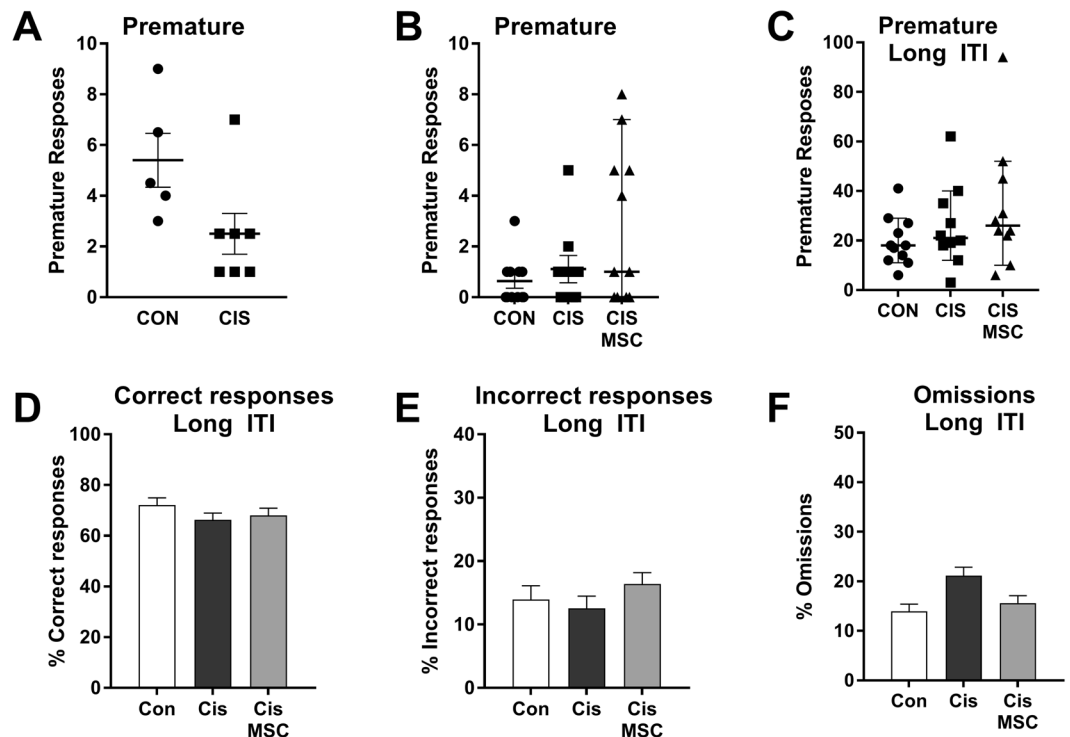 A
Premature
Premature Resposes
10
8
6
4
2
0
CON
CIS
B
Premature
Premature Resposes
10
8
6
4
2
0
CON
CIS
CIS
MSC
C
Premature
Long ITI
Premature Resposes
100
80
60
40
20
0
CON
CIS
CIS
MSC
D
Correct responses
Long ITI
% Correct responses
100
80
60
40
20
0
Con
Cis
Cis
MSC
E
Incorrect responses
Long ITI
% Incorrect responses
40
30
20
10
0
Con
Cis
Cis
MSC
F
Omissions
Long ITI
% Omissions
50
40
30
20
10
0
Con
Cis
Cis
MSC